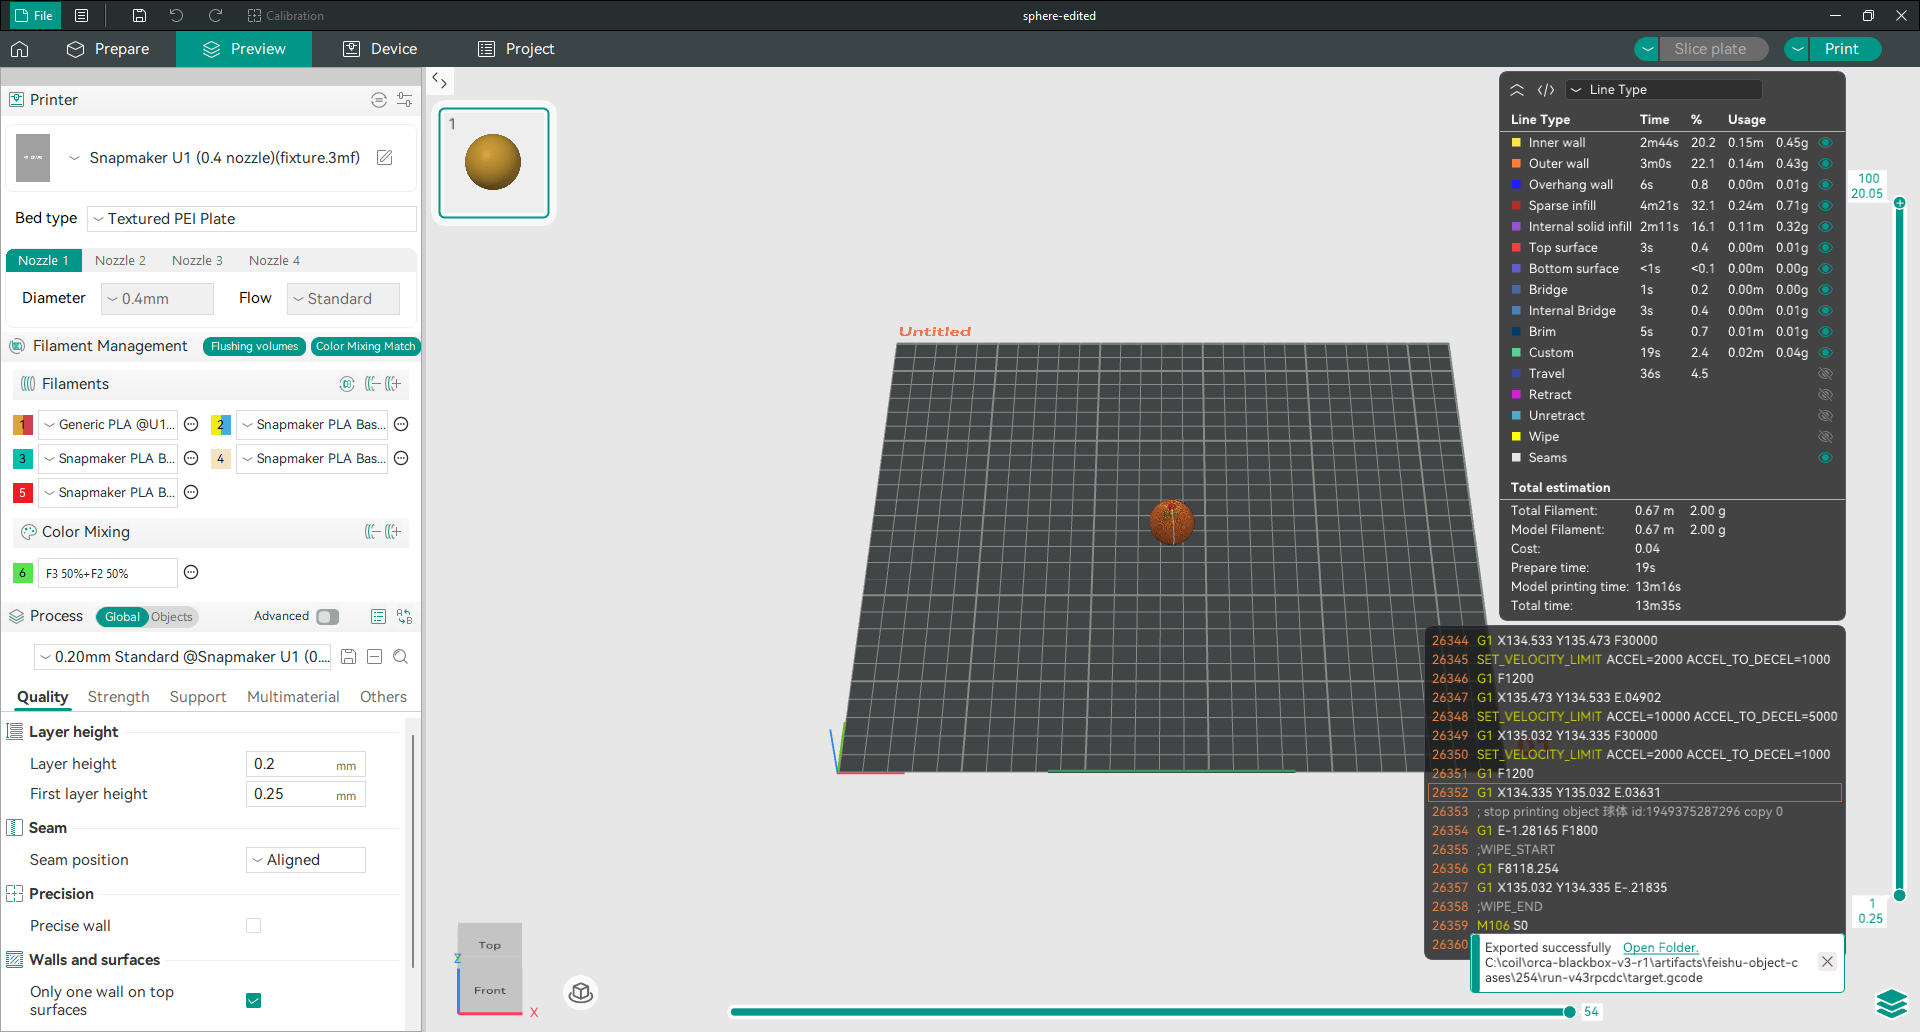 File
Calibration
sphere-edited
Prepare
Preview
Device
Project
Slice plate
Print
Printer
Snapmaker U1 (0.4 nozzle)(fixture.3mf)
Bed type
Textured PEI Plate
Nozzle 1
Nozzle 2
Nozzle 3
Nozzle 4
Diameter
0.4mm
Flow
Standard
Filament Management
Flushing volumes
Color Mixing Match
Filaments
1 Generic PLA @U1...
2 Snapmaker PLA Bas...
3 Snapmaker PLA B...
4 Snapmaker PLA Bas...
5 Snapmaker PLA B...
Color Mixing
6 F3 50%+F2 50%
Process
Global
Objects
Advanced
0.20mm Standard @Snapmaker U1 (0....
Quality
Strength
Support
Multimaterial
Others
Layer height
Layer height 0.2 mm
First layer height 0.25 mm
Seam
Seam position Aligned
Precision
Precise wall
Walls and surfaces
Only one wall on top
surfaces
1
Untitled
Top
Front
Z
X
54
Line Type
Line Type Time % Usage
Inner wall 2m44s 20.2 0.15m 0.45g
Outer wall 3m0s 22.1 0.14m 0.43g
Overhang wall 6s 0.8 0.00m 0.01g
Sparse infill 4m21s 32.1 0.24m 0.71g
Internal solid infill 2m11s 16.1 0.11m 0.32g
Top surface 3s 0.4 0.00m 0.01g
Bottom surface <1s <0.1 0.00m 0.00g
Bridge 1s 0.2 0.00m 0.00g
Internal Bridge 3s 0.4 0.00m 0.01g
Brim 5s 0.7 0.01m 0.01g
Custom 19s 2.4 0.02m 0.04g
Travel 36s 4.5
Retract
Unretract
Wipe
Seams
Total estimation
Total Filament: 0.67 m 2.00 g
Model Filament: 0.67 m 2.00 g
Cost: 0.04
Prepare time: 19s
Model printing time: 13m16s
Total time: 13m35s
100
20.05
26344 G1 X134.533 Y135.473 F30000
26345 SET_VELOCITY_LIMIT ACCEL=2000 ACCEL_TO_DECEL=1000
26346 G1 F1200
26347 G1 X135.473 Y134.533 E.04902
26348 SET_VELOCITY_LIMIT ACCEL=10000 ACCEL_TO_DECEL=5000
26349 G1 X135.032 Y134.335 F30000
26350 SET_VELOCITY_LIMIT ACCEL=2000 ACCEL_TO_DECEL=1000
26351 G1 F1200
26352 G1 X134.335 Y135.032 E.03631
26353 ; stop printing object 球体 id:1949375287296 copy 0
26354 G1 E-1.28165 F1800
26355 ;WIPE_START
26356 G1 F8118.254
26357 G1 X135.032 Y134.335 E-.21835
26358 ;WIPE_END
26359 M106 S0
26360
1
0.25
Exported successfully Open Folder.
C:\coil\orca-blackbox-v3-r1\artifacts\feishu-object-c
ases\254\run-v43rpcdc\target.gcode